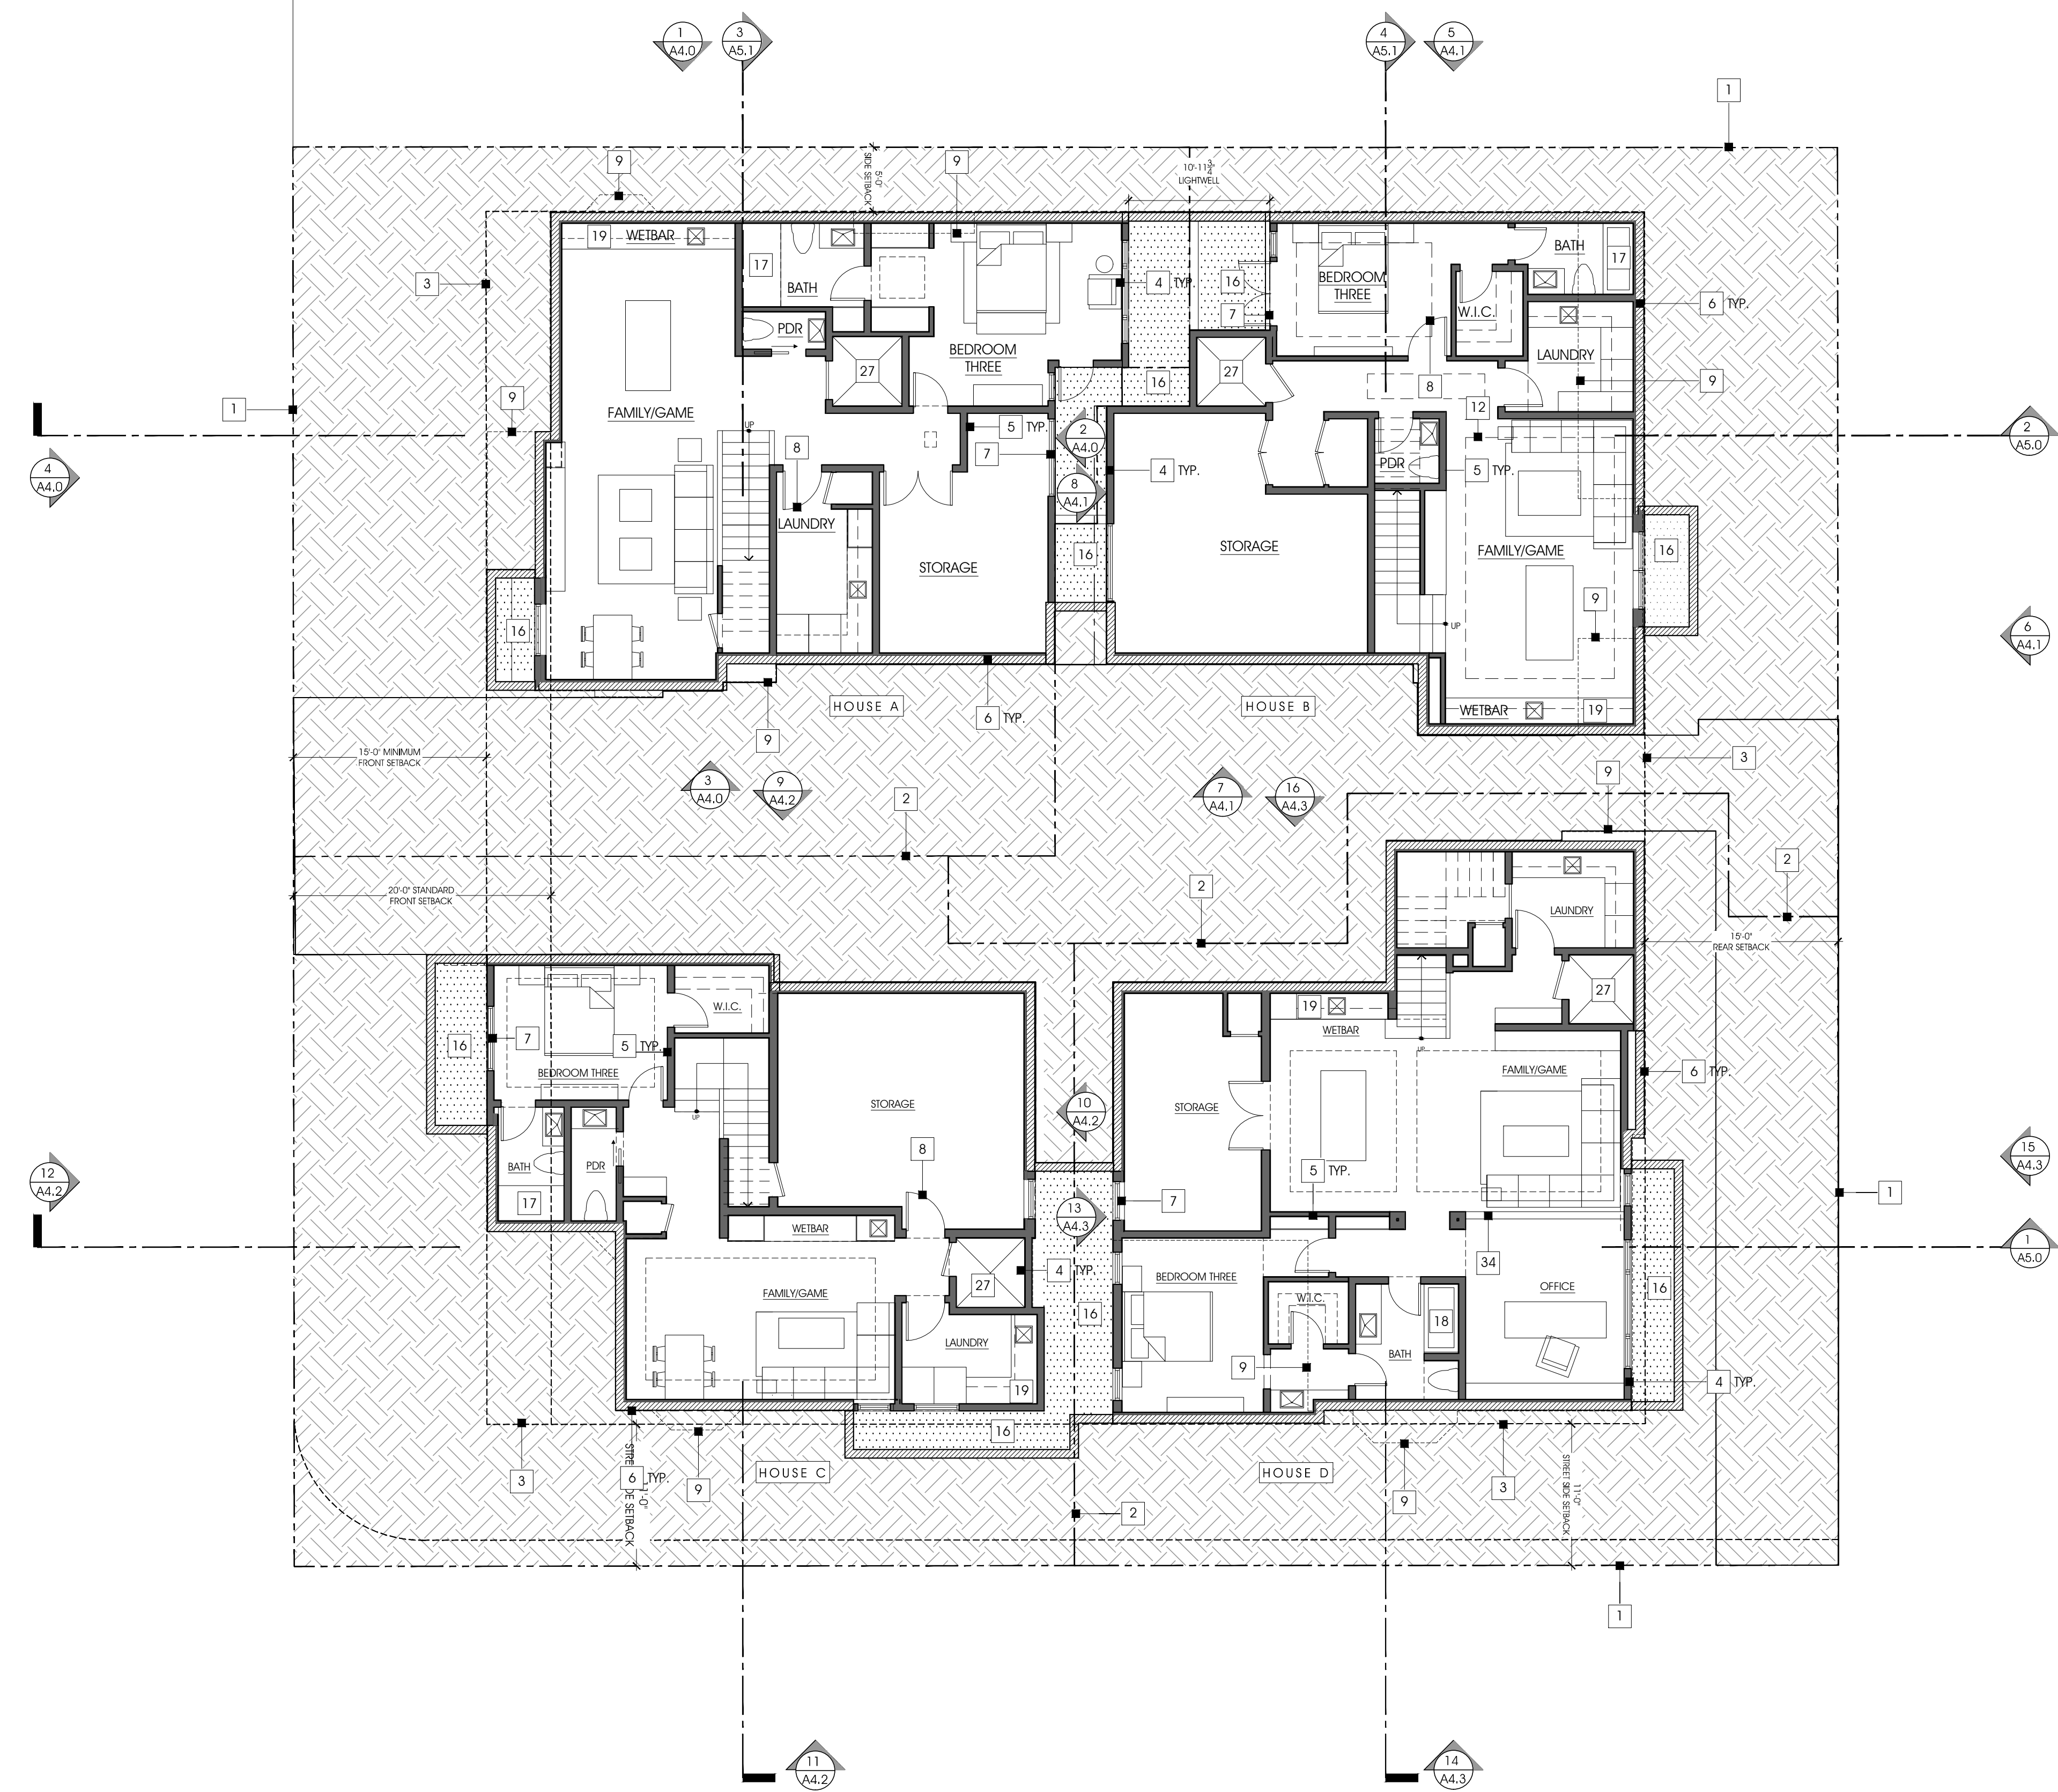 1
A4.0
3
A5.1
4
A5.1
5
A4.1
1
9
SIDE SETBACK
5'-0"
9
10'-11¾"
LIGHTWELL
3
19 WETBAR
17
BATH
PDR
27
BEDROOM
THREE
4 TYP.
16
7
BEDROOM
THREE
BATH
17
W.I.C.
6 TYP.
LAUNDRY
9
8
27
16
1
9
FAMILY/GAME
UP
8
5 TYP.
7
2
A4.0
8
A4.1
4 TYP.
12
PDR
5 TYP.
2
A5.0
4
A4.0
LAUNDRY
STORAGE
16
STORAGE
FAMILY/GAME
16
9
UP
16
6
A4.1
HOUSE A
6 TYP.
9
HOUSE B
WETBAR
19
15'-0" MINIMUM
FRONT SETBACK
3
A4.0
9
A4.2
2
7
A4.1
16
A4.3
9
3
2
20'-0" STANDARD
FRONT SETBACK
2
LAUNDRY
15'-0"
REAR SETBACK
27
16
7
5 TYP.
W.I.C.
BEDROOM THREE
UP
STORAGE
19
WETBAR
UP
FAMILY/GAME
6 TYP.
STORAGE
10
A4.2
8
BATH
PDR
17
12
A4.2
5 TYP.
7
15
A4.3
1
13
A4.3
WETBAR
27
4 TYP.
16
BEDROOM THREE
34
OFFICE
16
1
A5.0
FAMILY/GAME
LAUNDRY
19
W.I.C.
18
BATH
9
4 TYP.
16
3
6 TYP.
9
HOUSE C
HOUSE D
9
3
STREET SIDE SETBACK
11'-0"
2
1
11
A4.2
14
A4.3